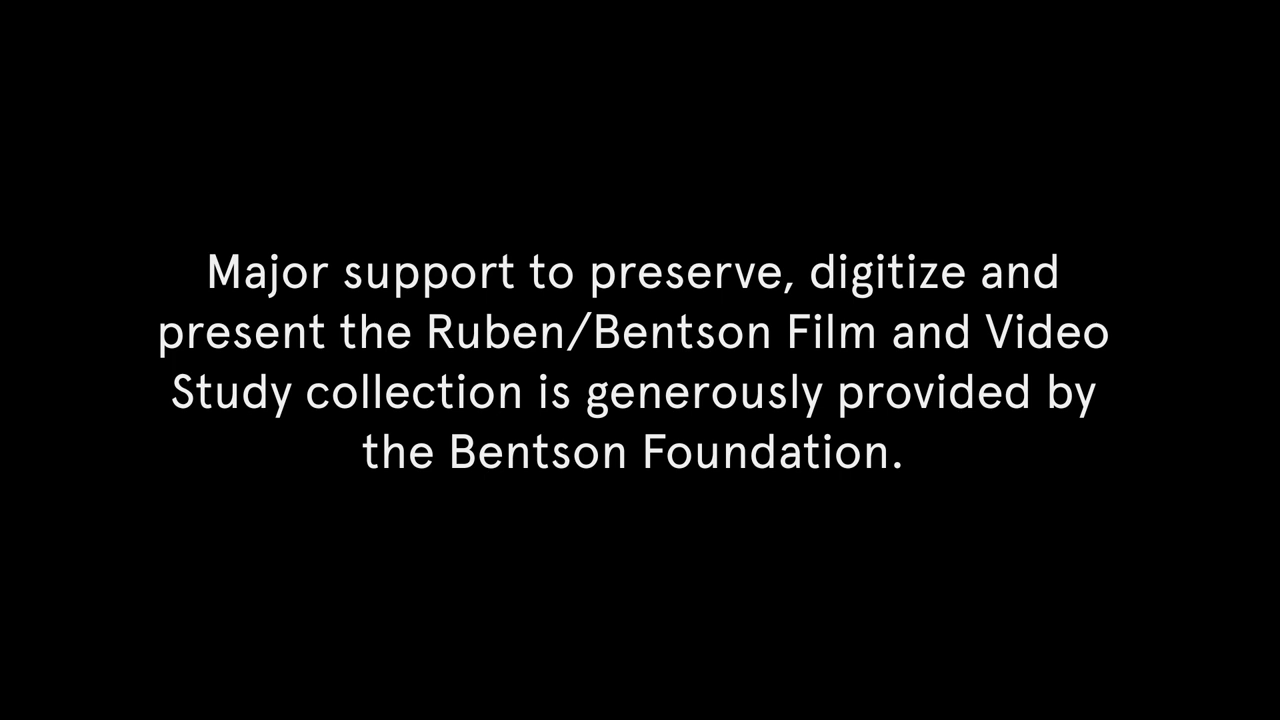 Major support to preserve, digitize and
present the Ruben/Bentson Film and Video
Study collection is generously provided by
the Bentson Foundation.